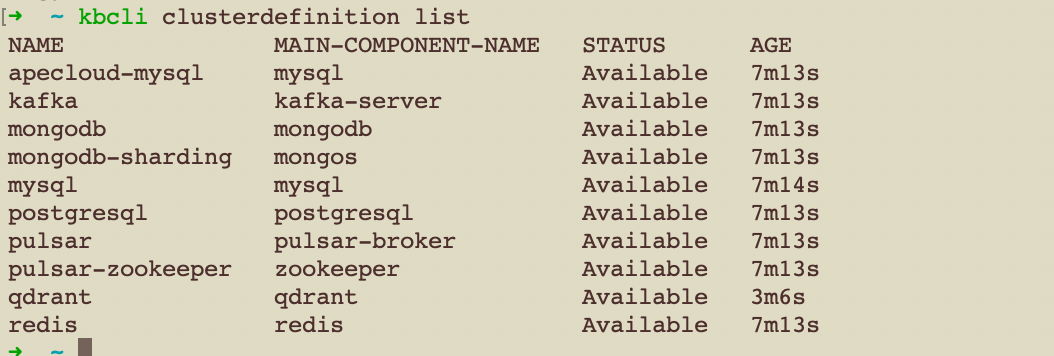 [➜  ~ kbcli clusterdefinition list
NAME               MAIN-COMPONENT-NAME   STATUS      AGE
apecloud-mysql     mysql                 Available   7m13s
kafka              kafka-server          Available   7m13s
mongodb            mongodb               Available   7m13s
mongodb-sharding   mongos                Available   7m13s
mysql              mysql                 Available   7m14s
postgresql         postgresql            Available   7m13s
pulsar             pulsar-broker         Available   7m13s
pulsar-zookeeper   zookeeper             Available   7m13s
qdrant             qdrant                Available   3m6s
redis              redis                 Available   7m13s
➜  ~